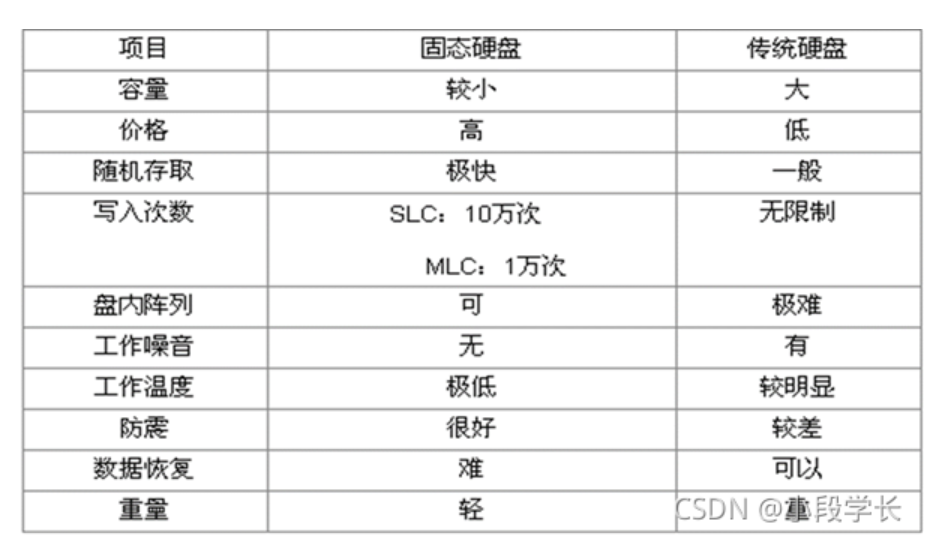 项目 固态硬盘 传统硬盘
容量 较小 大
价格 高 低
随机存取 极快 一般
写入次数 SLC：10万次 无限制
MLC：1万次
盘内阵列 可 极难
工作噪音 无 有
工作温度 极低 较明显
防震 很好 较差
数据恢复 难 可以
重量 轻 重
CSDN @小段学长